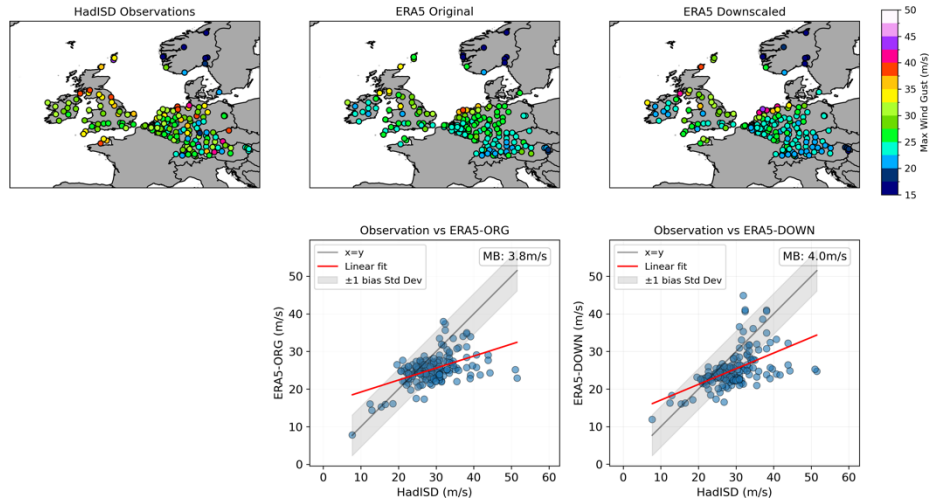 HadISD Observations
ERA5 Original
ERA5 Downscaled
50
45
40
35
30
25
20
15
Max Wind Gust (m/s)
Observation vs ERA5-ORG
x=y
Linear fit
±1 bias Std Dev
MB: 3.8m/s
50
40
30
20
10
0
ERA5-ORG (m/s)
0 10 20 30 40 50 60
HadISD (m/s)
Observation vs ERA5-DOWN
x=y
Linear fit
±1 bias Std Dev
MB: 4.0m/s
50
40
30
20
10
0
ERA5-DOWN (m/s)
0 10 20 30 40 50 60
HadISD (m/s)